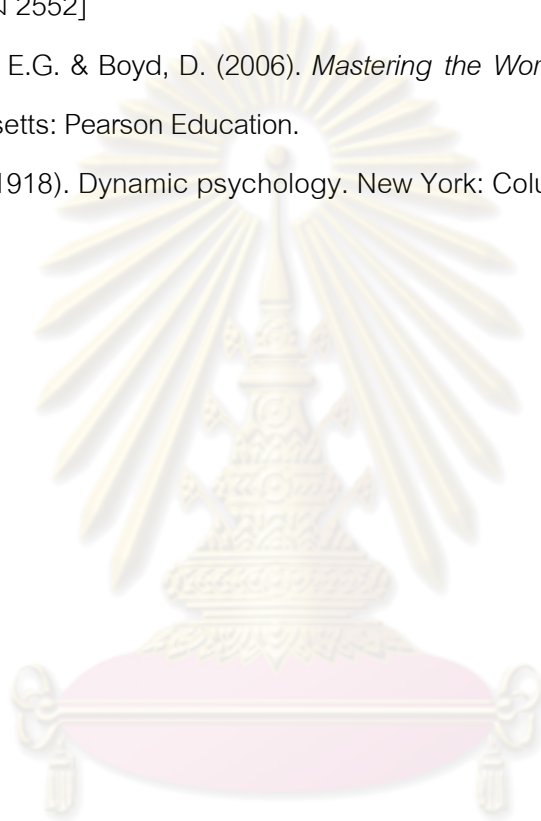 2552]
E.G. & Boyd, D. (2006). Mastering the Wor
setts: Pearson Education.
1918). Dynamic psychology. New York: Colu